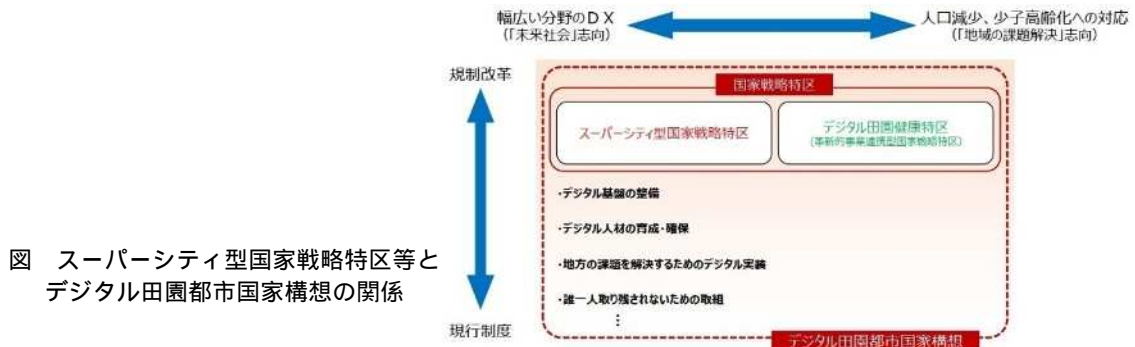 幅広い分野のＤＸ
(「未来社会」志向)
人口減少、少子高齢化への対応
(「地域の課題解決」志向)
規制改革
国家戦略特区
スーパーシティ型国家戦略特区
デジタル田園健康特区
(革新的事業連携型国家戦略特区)
・デジタル基盤の整備
・デジタル人材の育成・確保
・地方の課題を解決するためのデジタル実装
・誰一人取り残されないための取組
⋮
現行制度
デジタル田園都市国家構想
図　スーパーシティ型国家戦略特区等と
デジタル田園都市国家構想の関係